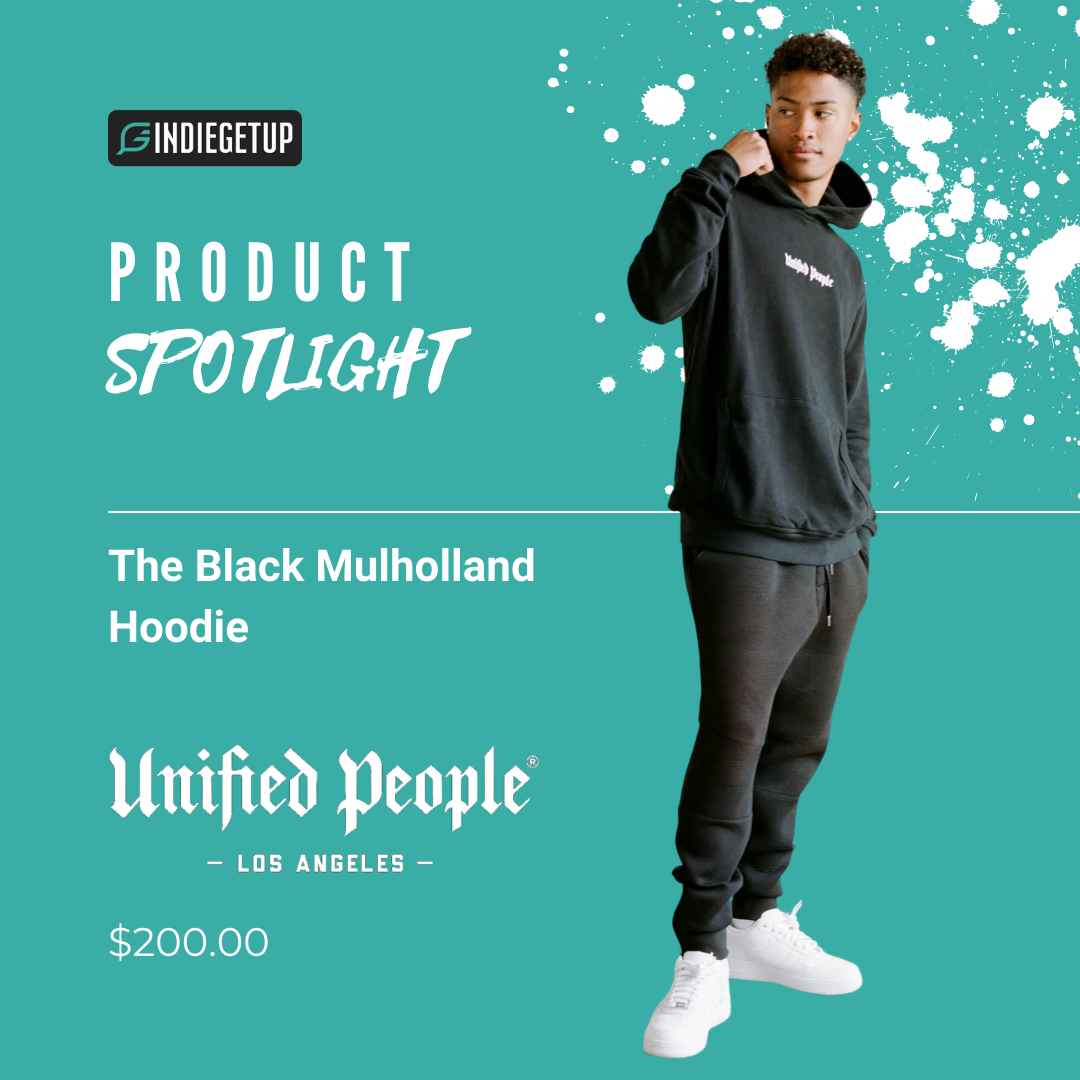 INDIEGETUP
PRODUCT
SPOTLIGHT
Unified People
The Black Mulholland
Hoodie
Unified People®
– LOS ANGELES –
$200.00